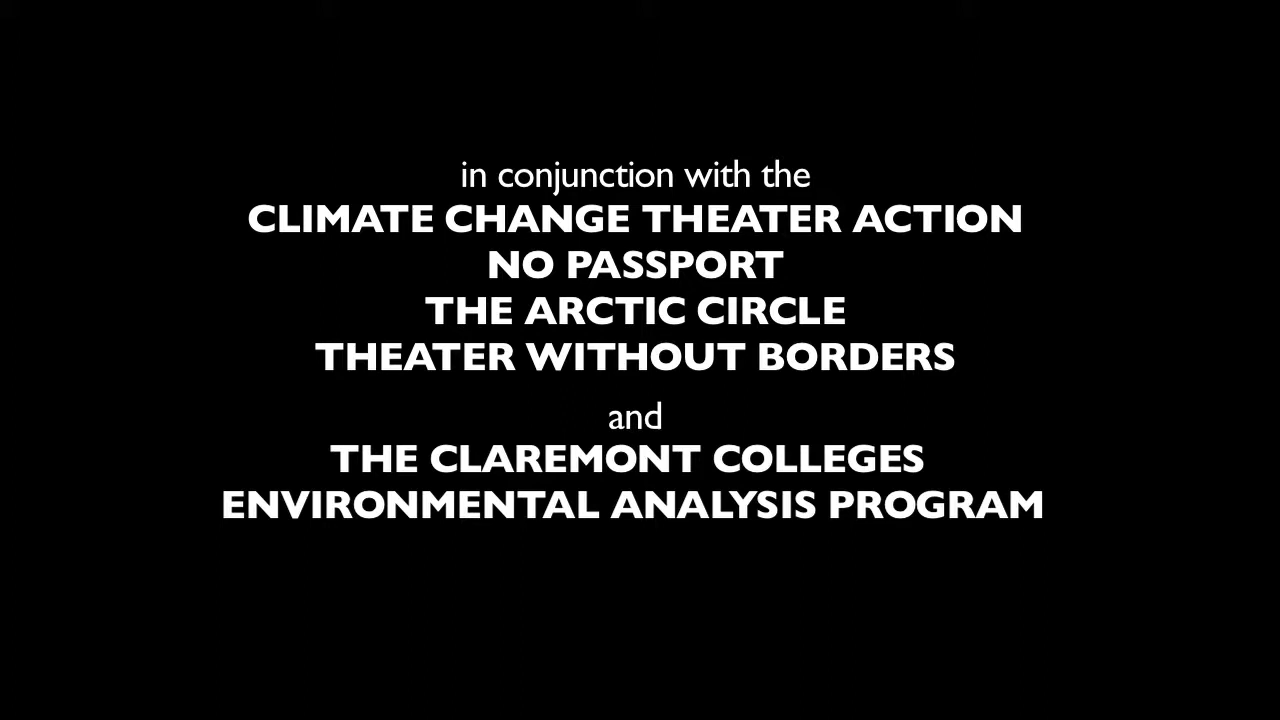 in conjunction with the
CLIMATE CHANGE THEATER ACTION
NO PASSPORT
THE ARCTIC CIRCLE
THEATER WITHOUT BORDERS
and
THE CLAREMONT COLLEGES
ENVIRONMENTAL ANALYSIS PROGRAM